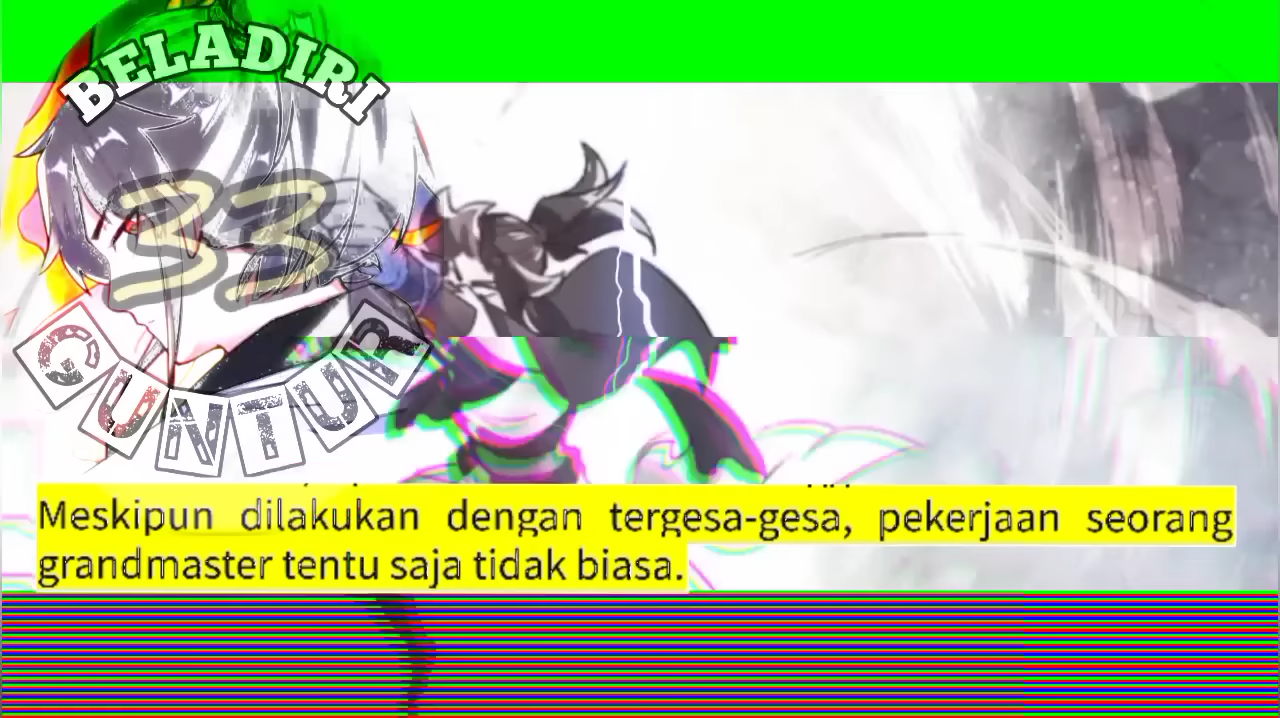 BELADIRI
33
GUNTUR
Meskipun dilakukan dengan tergesa-gesa, pekerjaan seorang
grandmaster tentu saja tidak biasa.